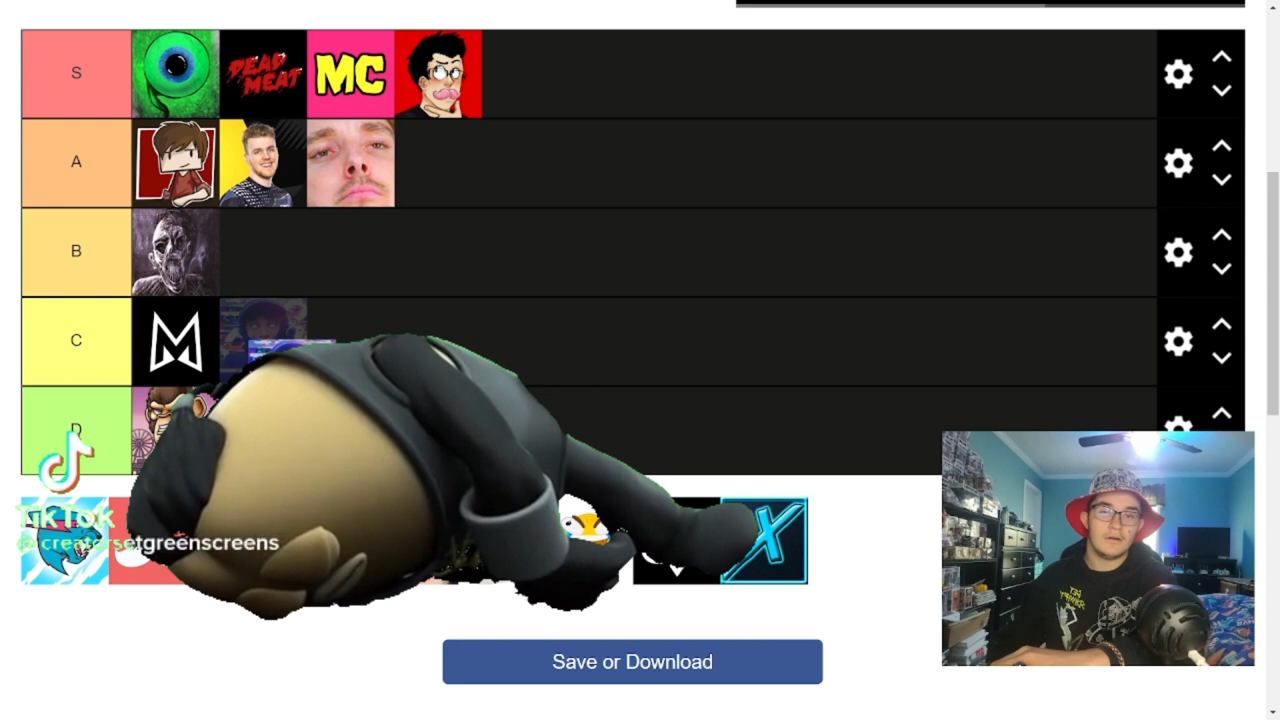 S
DEAD
MEAT
MC
A
B
C
M
D
X
TikTok
@creatorsetgreenscreens
Save or Download